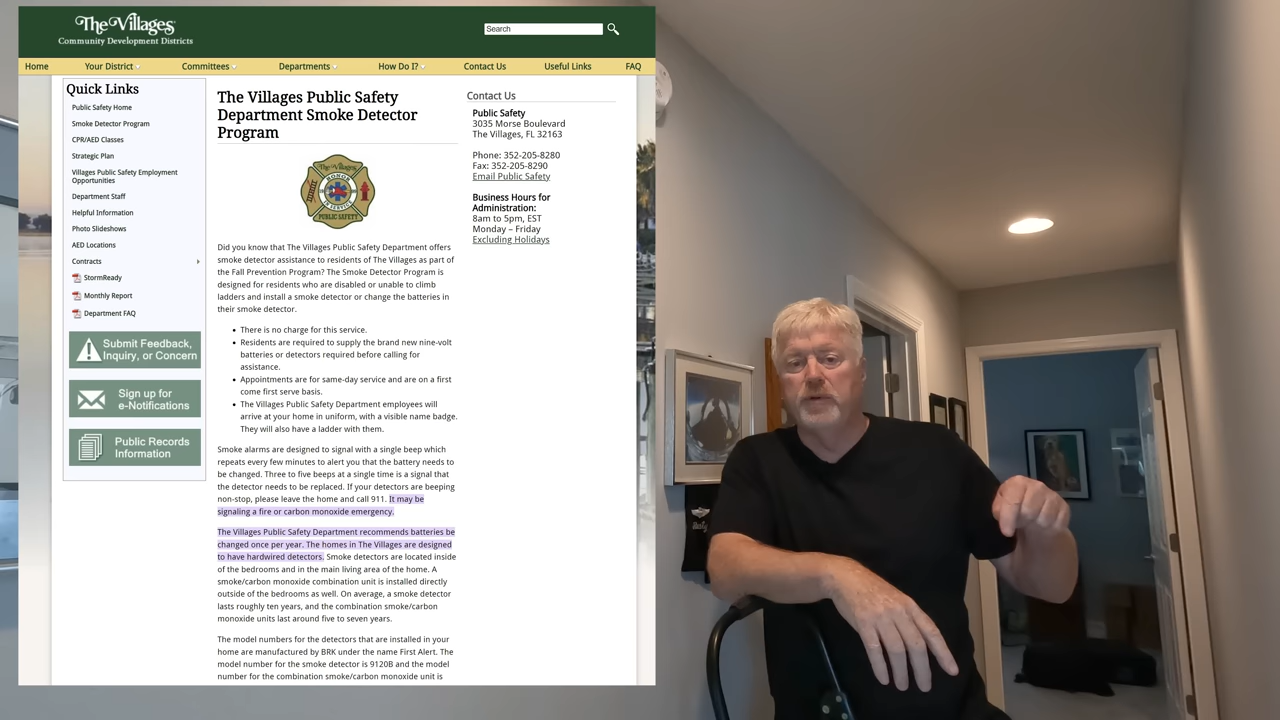 The Villages®
Community Development Districts
Search
Home
Your District
Committees
Departments
How Do I?
Contact Us
Useful Links
FAQ
Quick Links
Public Safety Home
Smoke Detector Program
CPR/AED Classes
Strategic Plan
Villages Public Safety Employment
Opportunities
Department Staff
Helpful Information
Photo Slideshows
AED Locations
Contracts
StormReady
Monthly Report
Department FAQ
Submit Feedback,
Inquiry, or Concern
Sign up for
e-Notifications
Public Records
Information
The Villages Public Safety
Department Smoke Detector
Program
The Villages
HONOR
IN SERVICE
PUBLIC SAFETY
Did you know that The Villages Public Safety Department offers
smoke detector assistance to residents of The Villages as part of
the Fall Prevention Program? The Smoke Detector Program is
designed for residents who are disabled or unable to climb
ladders and install a smoke detector or change the batteries in
their smoke detector.
There is no charge for this service.
Residents are required to supply the brand new nine-volt
batteries or detectors required before calling for
assistance.
Appointments are for same-day service and are on a first
come first serve basis.
The Villages Public Safety Department employees will
arrive at your home in uniform, with a visible name badge.
They will also have a ladder with them.
Smoke alarms are designed to signal with a single beep which
repeats every few minutes to alert you that the battery needs to
be changed. Three to five beeps at a single time is a signal that
the detector needs to be replaced. If your detectors are beeping
non-stop, please leave the home and call 911. It may be
signaling a fire or carbon monoxide emergency.
The Villages Public Safety Department recommends batteries be
changed once per year. The homes in The Villages are designed
to have hardwired detectors. Smoke detectors are located inside
of the bedrooms and in the main living area of the home. A
smoke/carbon monoxide combination unit is installed directly
outside of the bedrooms as well. On average, a smoke detector
lasts roughly ten years, and the combination smoke/carbon
monoxide units last around five to seven years.
The model numbers for the detectors that are installed in your
home are manufactured by BRK under the name First Alert. The
model number for the smoke detector is 9120B and the model
number for the combination smoke/carbon monoxide unit is
Contact Us
Public Safety
3035 Morse Boulevard
The Villages, FL 32163
Phone: 352-205-8280
Fax: 352-205-8290
Email Public Safety
Business Hours for
Administration:
8am to 5pm, EST
Monday – Friday
Excluding Holidays